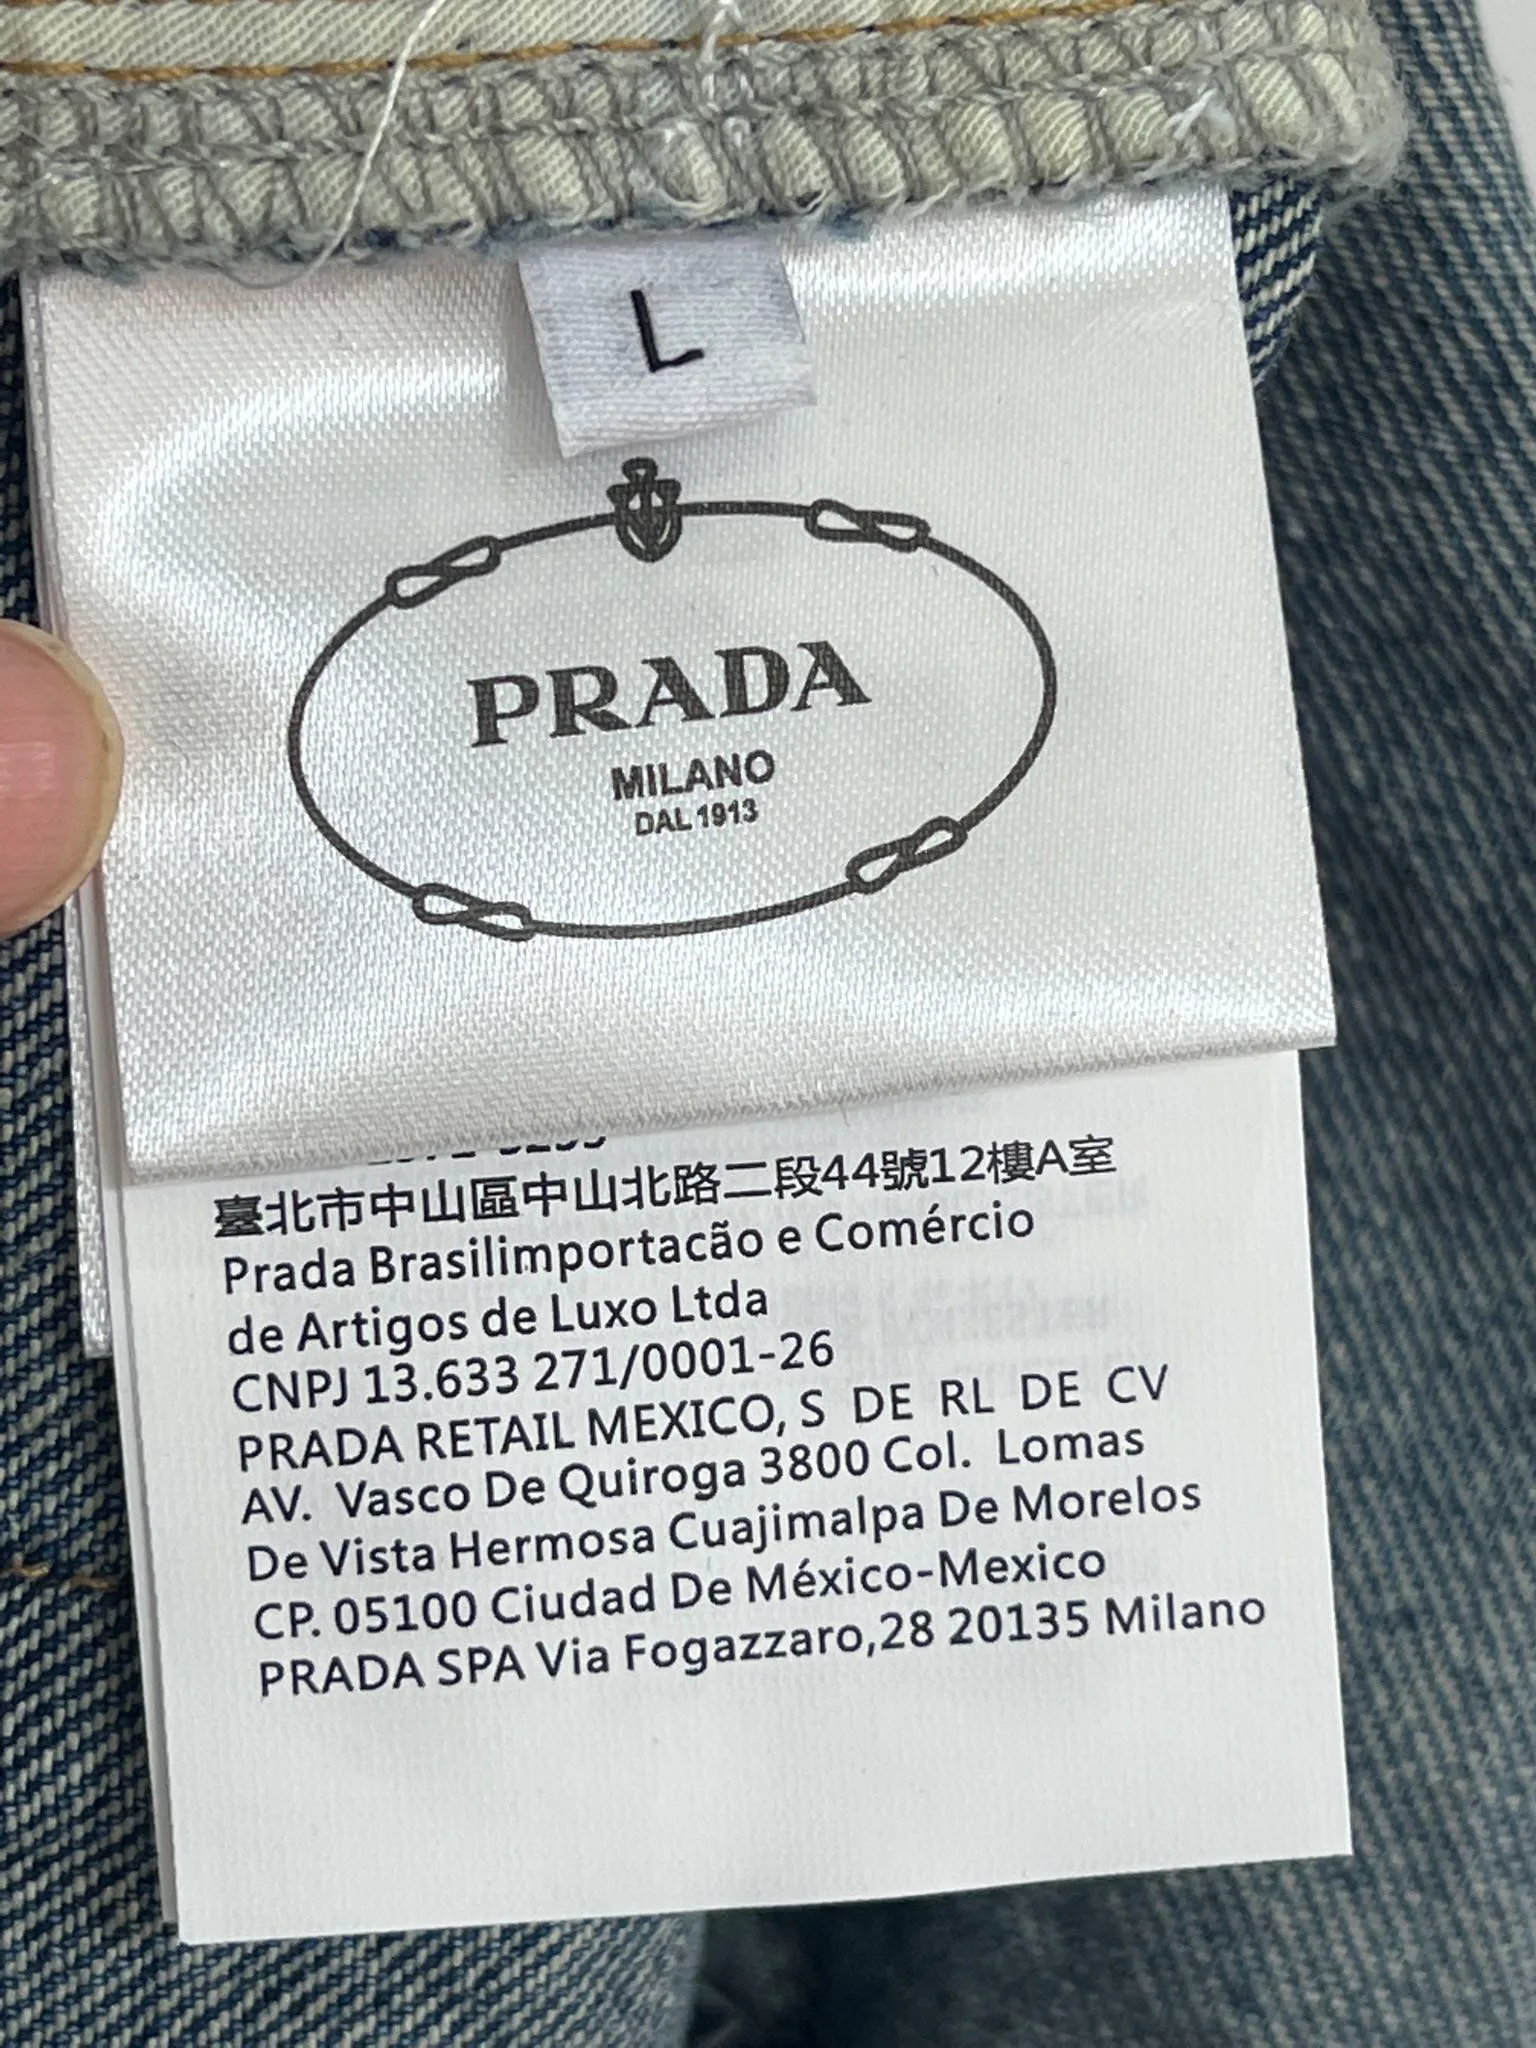 L
PRADA
MILANO
DAL 1913
臺北市中山區中山北路二段44號12樓A室
Prada Brasilimportacão e Comércio
de Artigos de Luxo Ltda
CNPJ 13.633 271/0001-26
PRADA RETAIL MEXICO, S DE RL DE CV
AV. Vasco De Quiroga 3800 Col. Lomas
De Vista Hermosa Cuajimalpa De Morelos
CP. 05100 Ciudad De México-Mexico
PRADA SPA Via Fogazzaro,28 20135 Milano